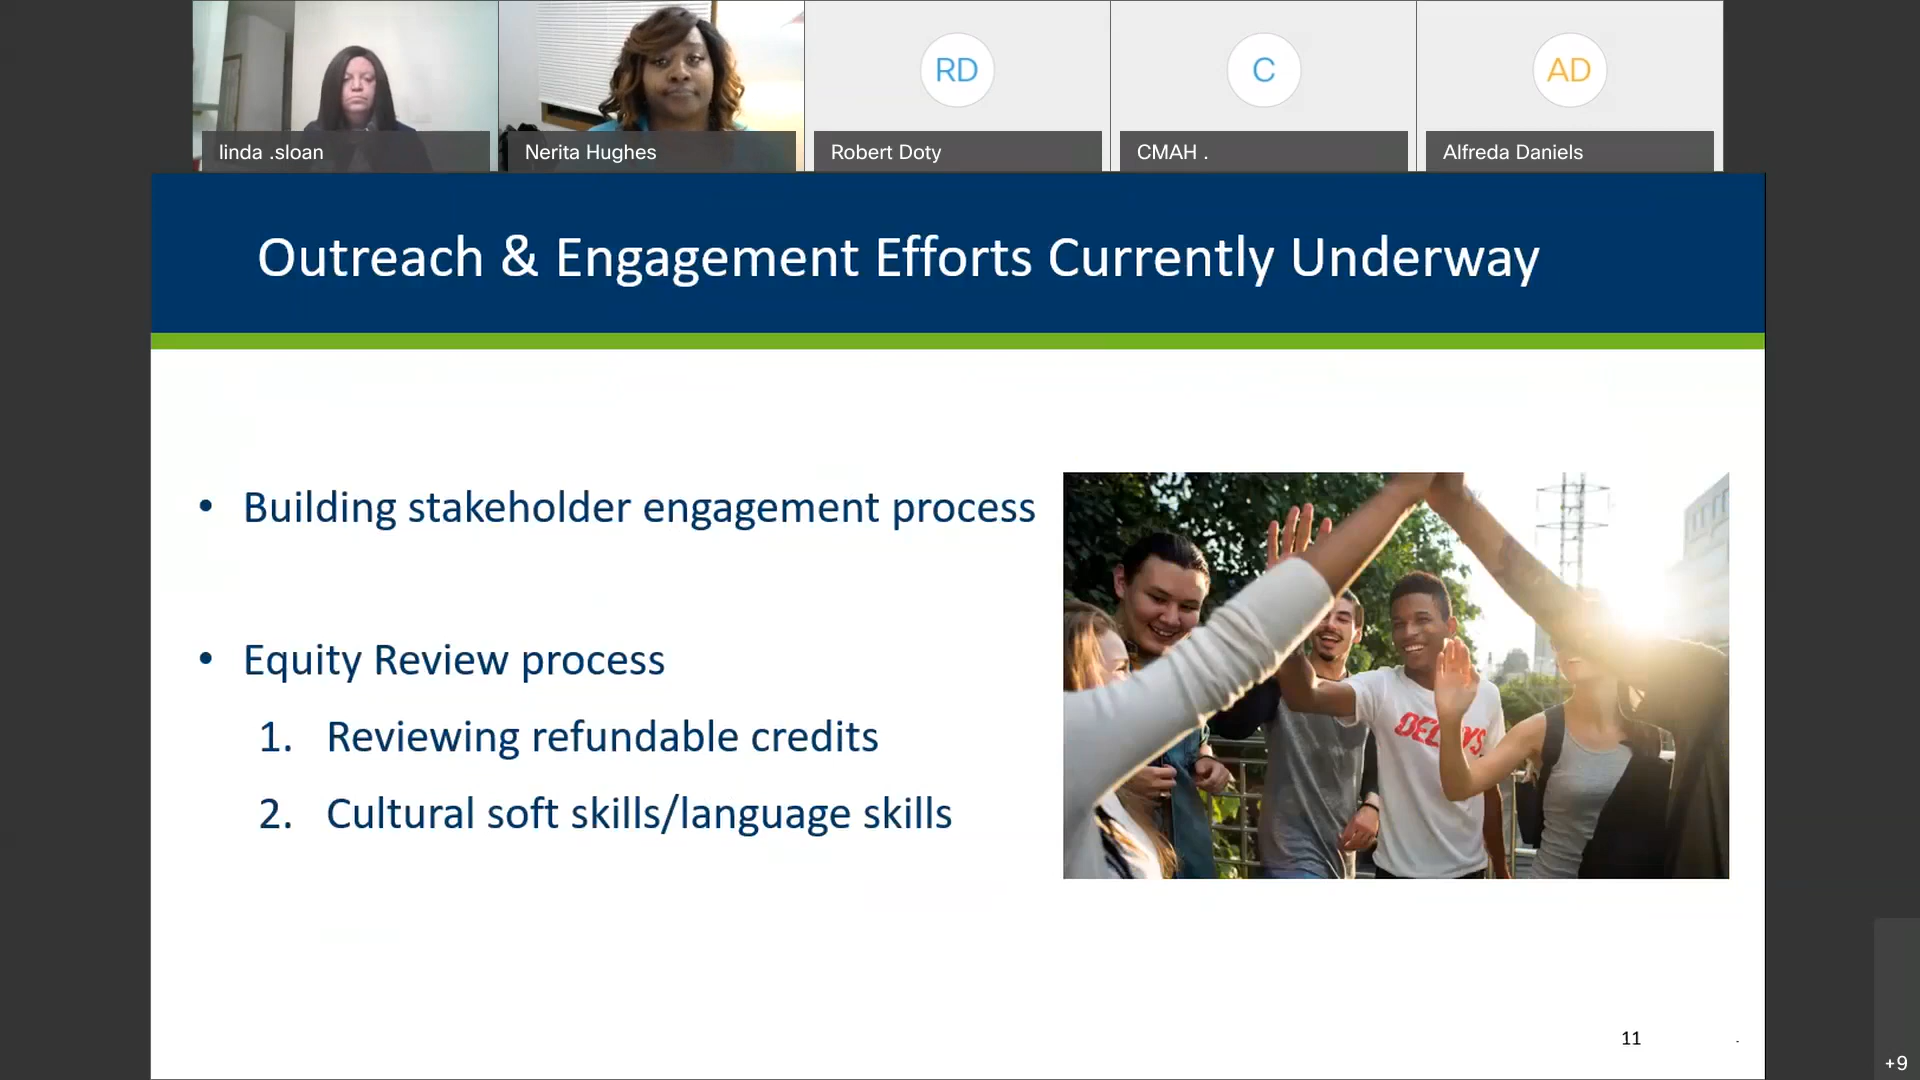 RD
C
AD
linda .sloan
Nerita Hughes
Robert Doty
CMAH .
Alfreda Daniels
Outreach & Engagement Efforts Currently Underway
• Building stakeholder engagement process
• Equity Review process
1. Reviewing refundable credits
2. Cultural soft skills/language skills
11
+9